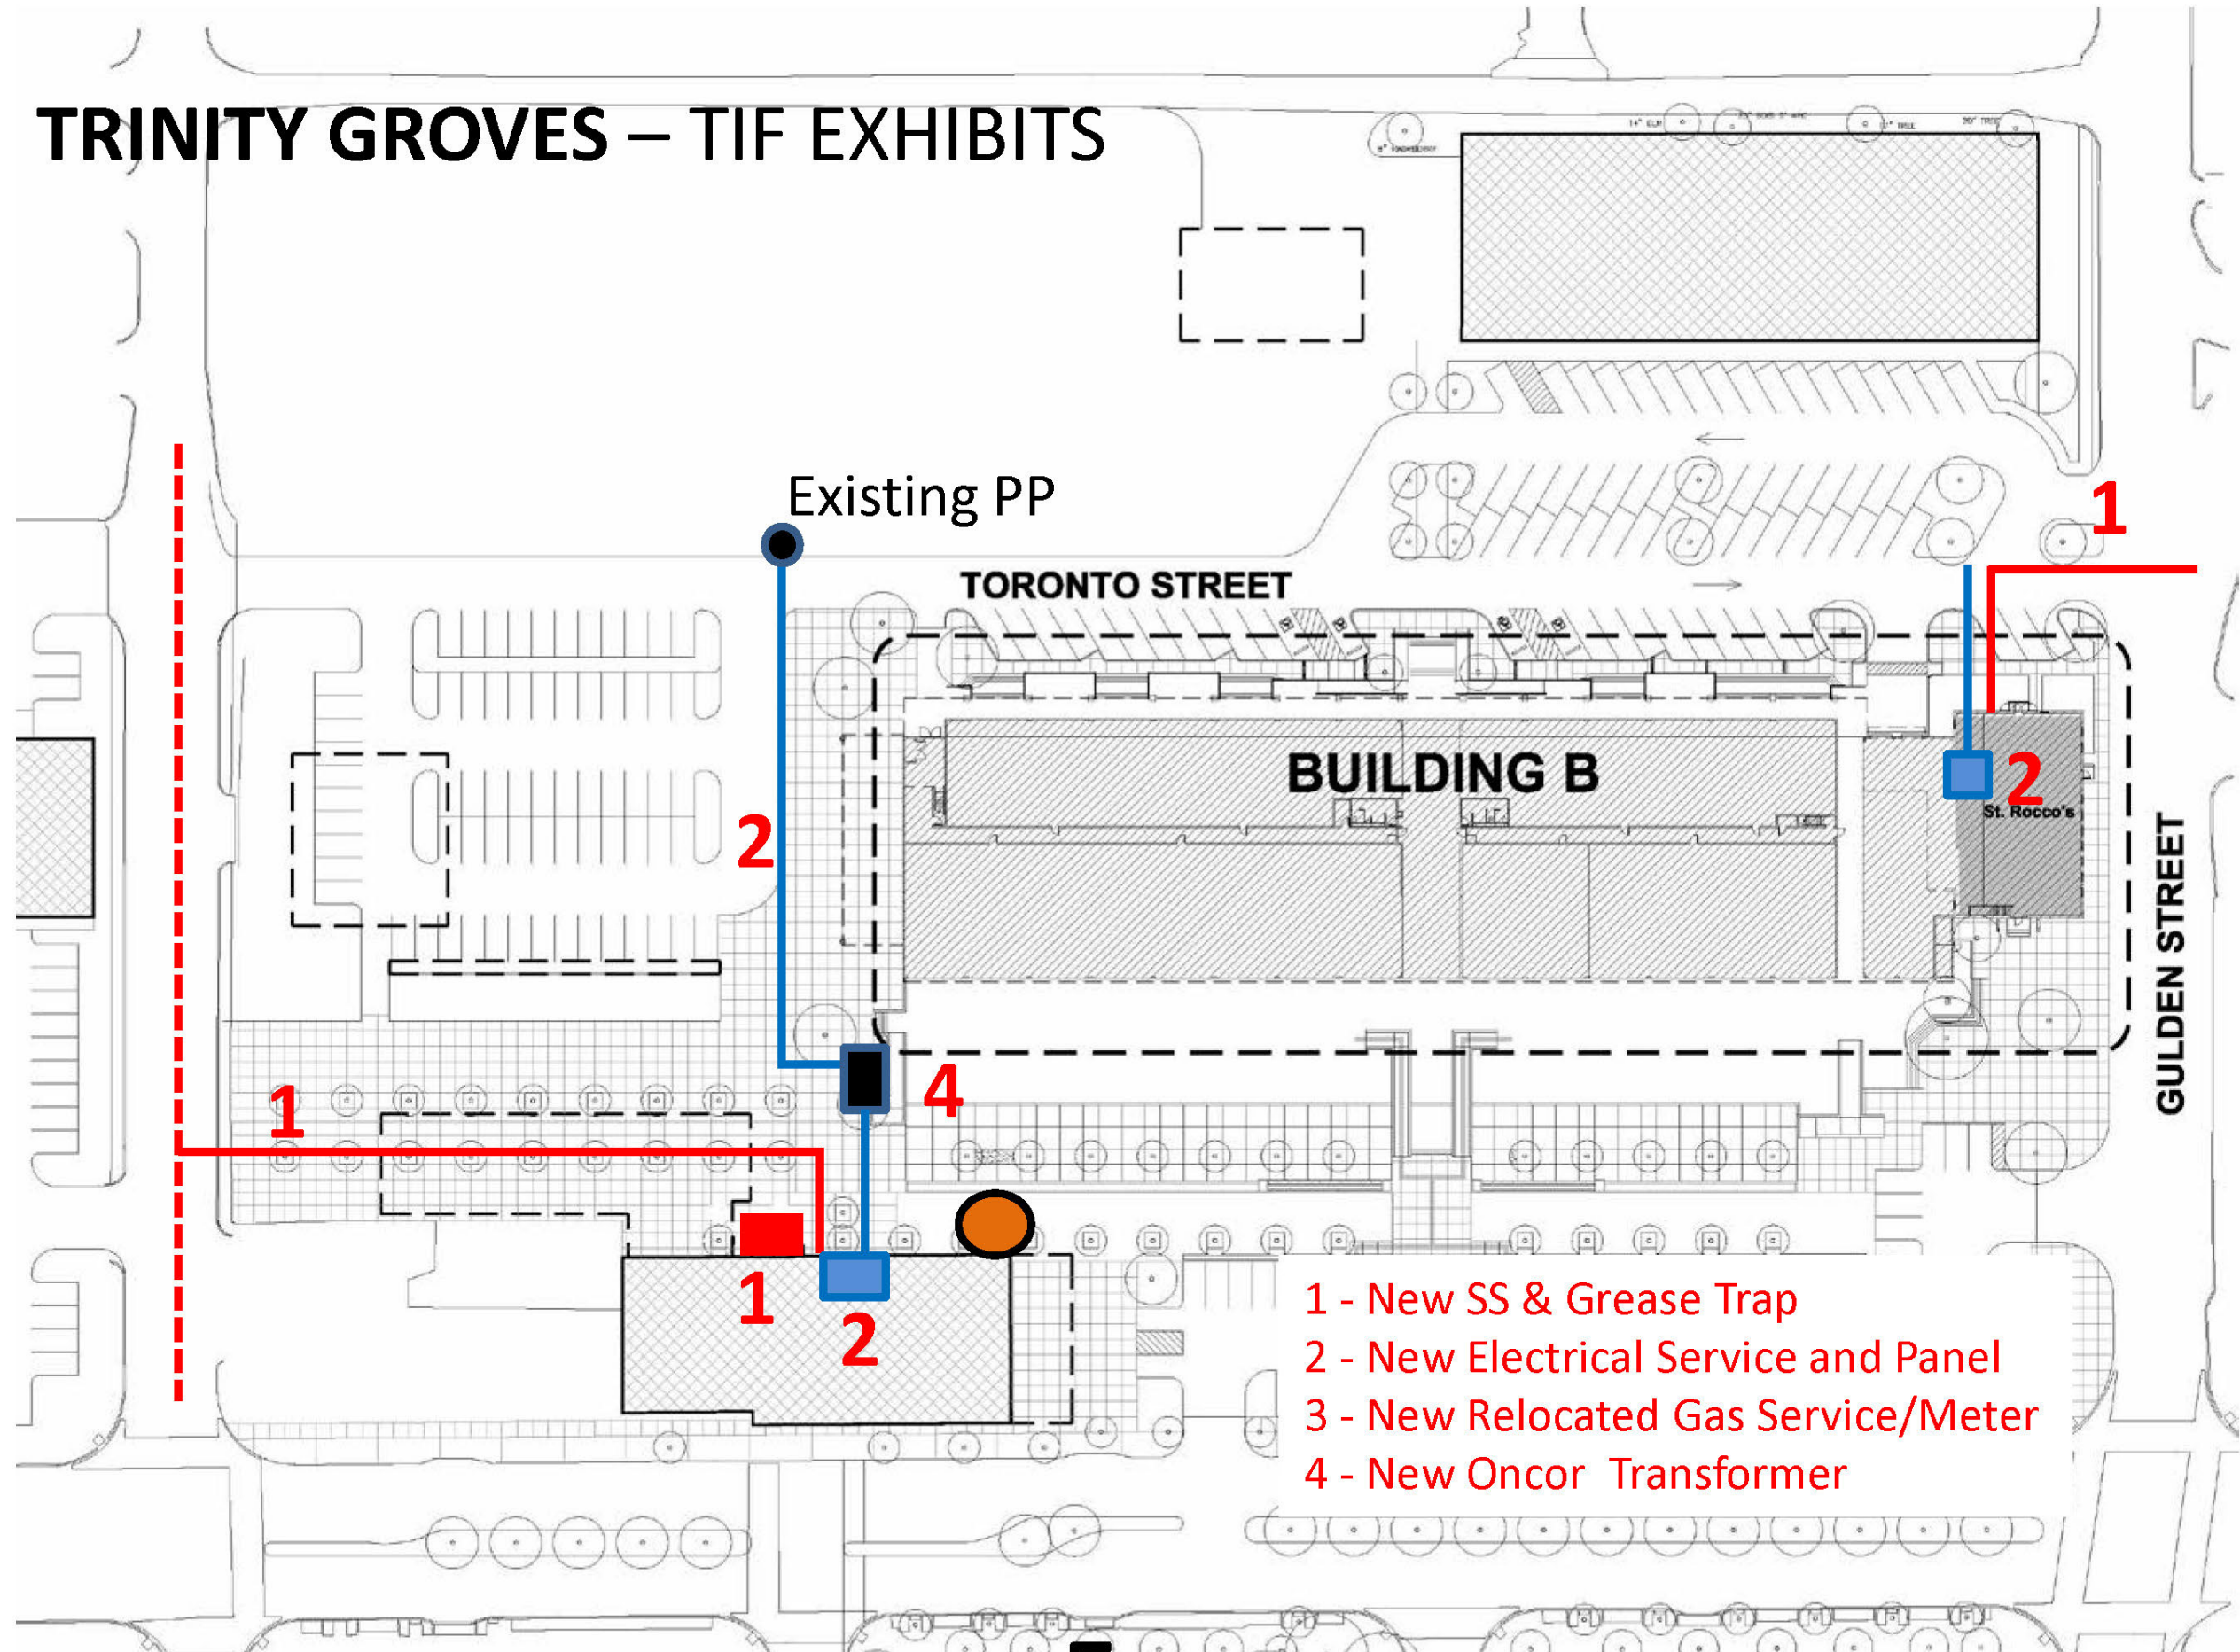 TRINITY GROVES – TIF EXHIBITS
Existing PP
1
TORONTO STREET
BUILDING B
2
St. Rocco's
2
GULDEN STREET
4
1
1
2
1 - New SS & Grease Trap
2 - New Electrical Service and Panel
3 - New Relocated Gas Service/Meter
4 - New Oncor Transformer